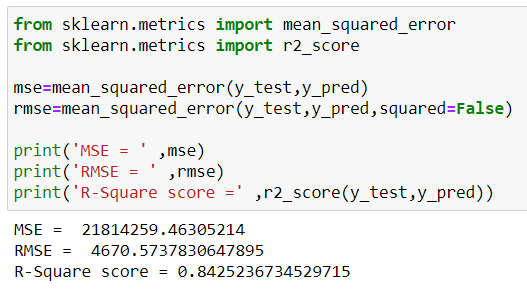 from sklearn.metrics import mean_squared_error
from sklearn.metrics import r2_score
mse=mean_squared_error(y_test,y_pred)
rmse=mean_squared_error(y_test,y_pred,squared=False)
print('MSE = ' ,mse)
print('RMSE = ' ,rmse)
print('R-Square score =' ,r2_score(y_test,y_pred))
MSE =  21814259.46305214
RMSE =  4670.5737830647895
R-Square score = 0.8425236734529715